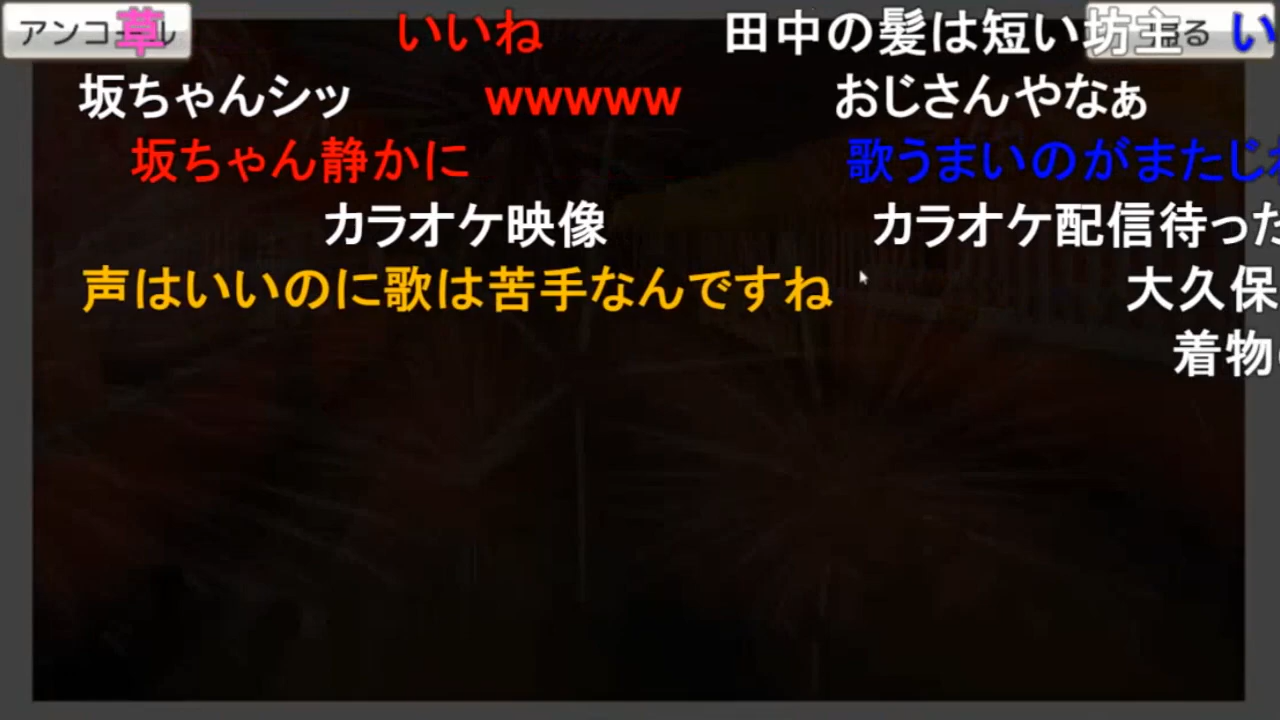 アンコール 草 いいね 田中の髪は短い坊主 い
坂ちゃんシッ wwwww おじさんやなぁ
坂ちゃん静かに 歌うまいのがまたじわ
カラオケ映像 カラオケ配信待った
声はいいのに歌は苦手なんですね 大久保
着物